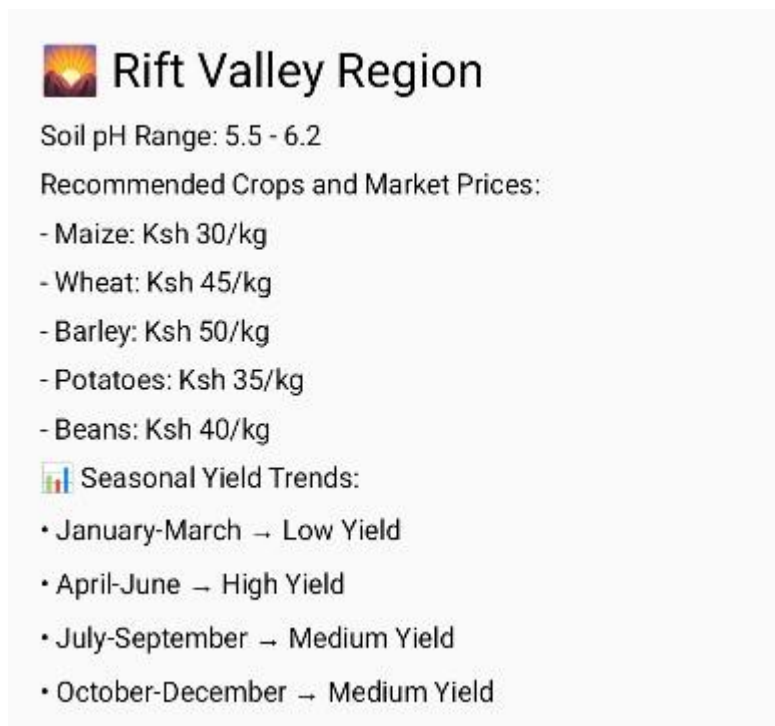 Rift Valley Region
Soil pH Range: 5.5 - 6.2
Recommended Crops and Market Prices:
- Maize: Ksh 30/kg
- Wheat: Ksh 45/kg
- Barley: Ksh 50/kg
- Potatoes: Ksh 35/kg
- Beans: Ksh 40/kg
📊 Seasonal Yield Trends:
• January-March → Low Yield
• April-June → High Yield
• July-September → Medium Yield
• October-December → Medium Yield